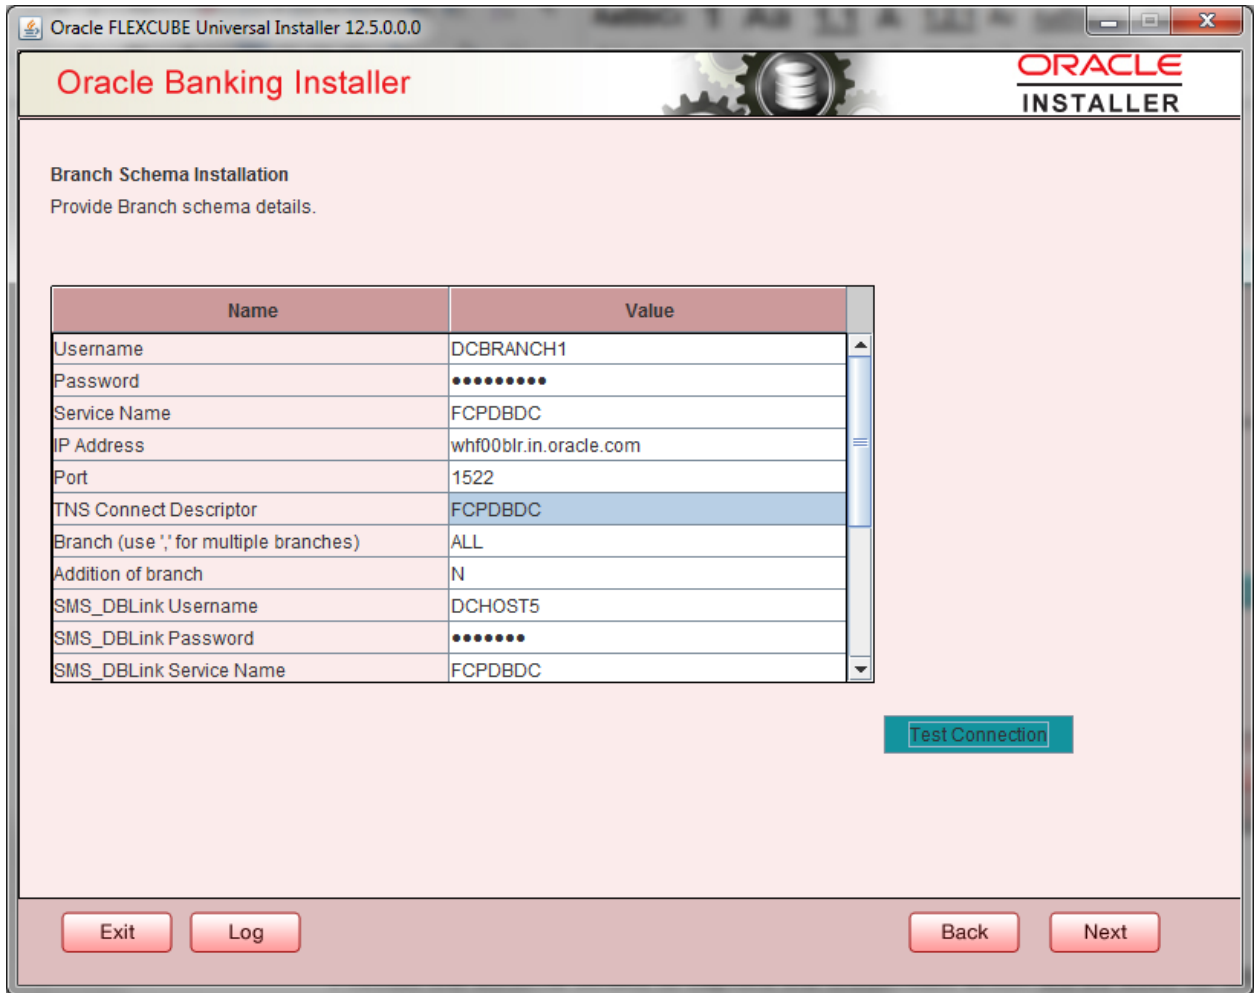 Oracle FLEXCUBE Universal Installer 12.5.0.0.0
Oracle Banking Installer
ORACLE
INSTALLER
Branch Schema Installation
Provide Branch schema details.
Name Value
Username DCBRANCH1
Password •••••••••
Service Name FCPDBDC
IP Address whf00blr.in.oracle.com
Port 1522
TNS Connect Descriptor FCPDBDC
Branch (use ',' for multiple branches) ALL
Addition of branch N
SMS_DBLink Username DCHOST5
SMS_DBLink Password •••••••
SMS_DBLink Service Name FCPDBDC
Test Connection
Exit Log Back Next